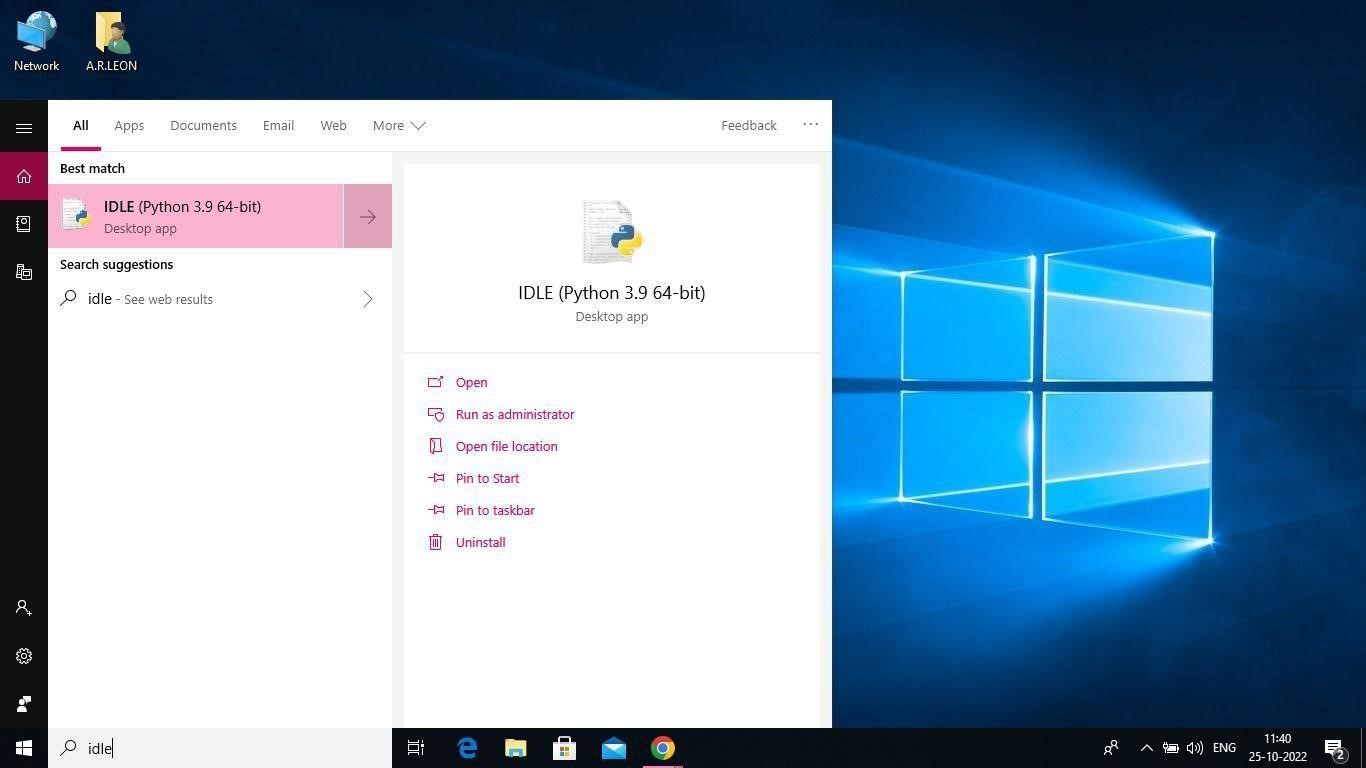 Network
A.R.LEON
All Apps Documents Email Web More Feedback ...
Best match
IDLE (Python 3.9 64-bit)
Desktop app
Search suggestions
idle - See web results
IDLE (Python 3.9 64-bit)
Desktop app
Open
Run as administrator
Open file location
Pin to Start
Pin to taskbar
Uninstall
idle
ENG
11:40
25-10-2022
2